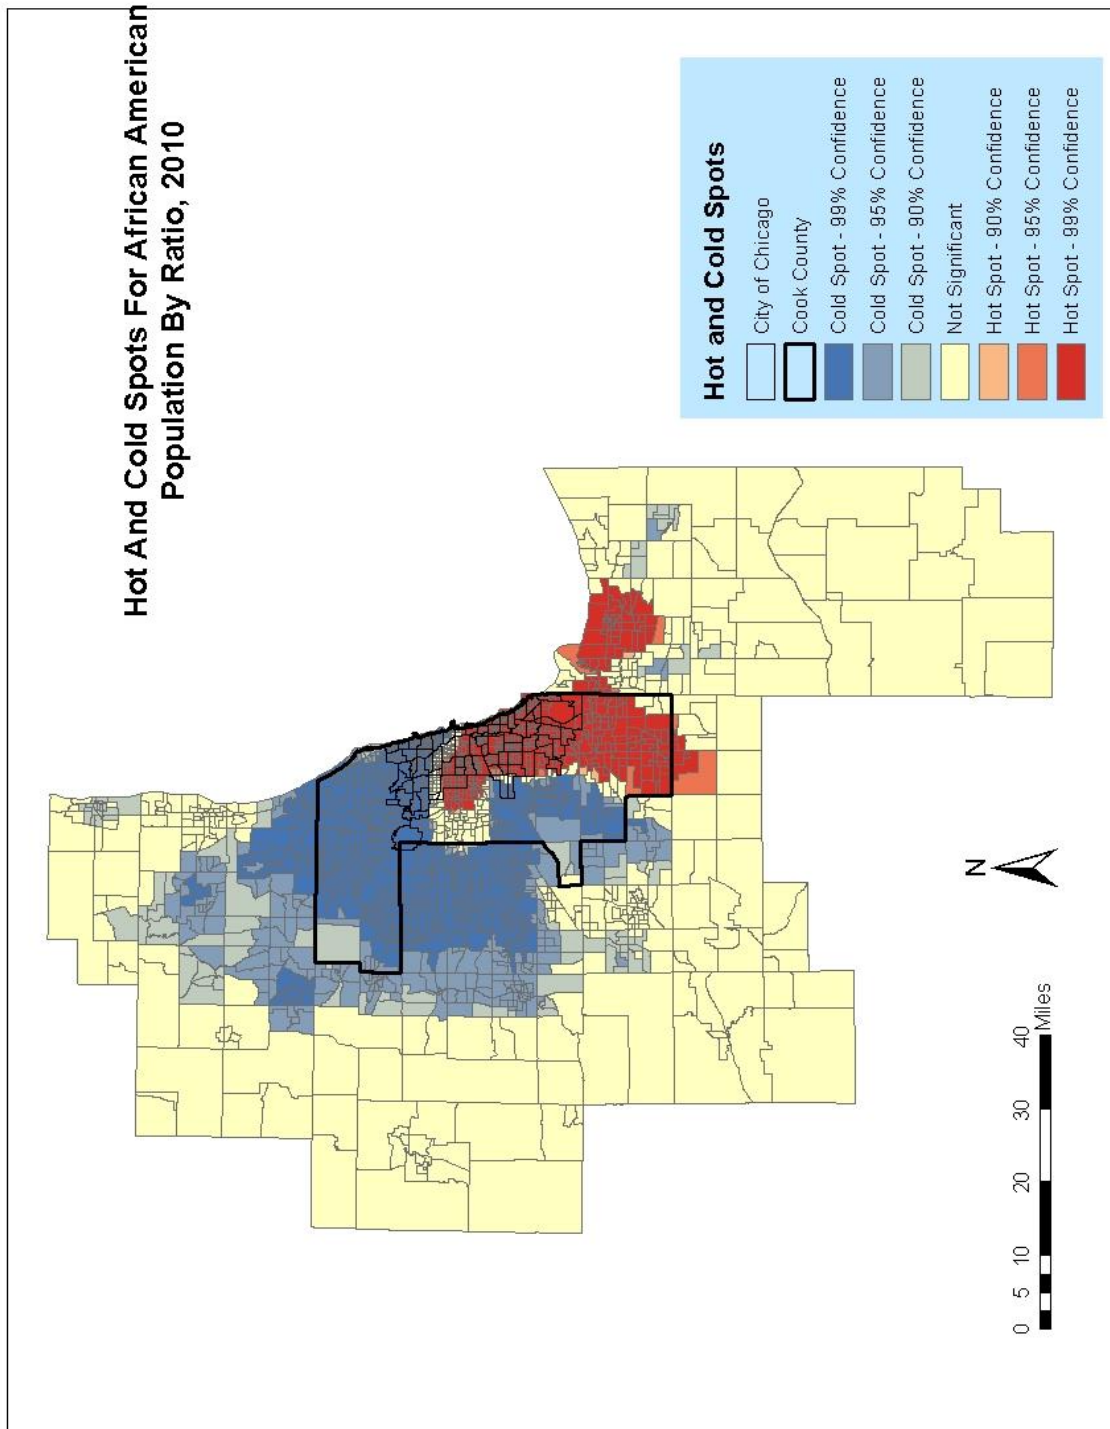 Hot And Cold Spots For African American
Population By Ratio, 2010
Hot and Cold Spots
City of Chicago
Cook County
Cold Spot - 99% Confidence
Cold Spot - 95% Confidence
Cold Spot - 90% Confidence
Not Significant
Hot Spot - 90% Confidence
Hot Spot - 95% Confidence
Hot Spot - 99% Confidence
N
0 5 10 20 30 40
Miles